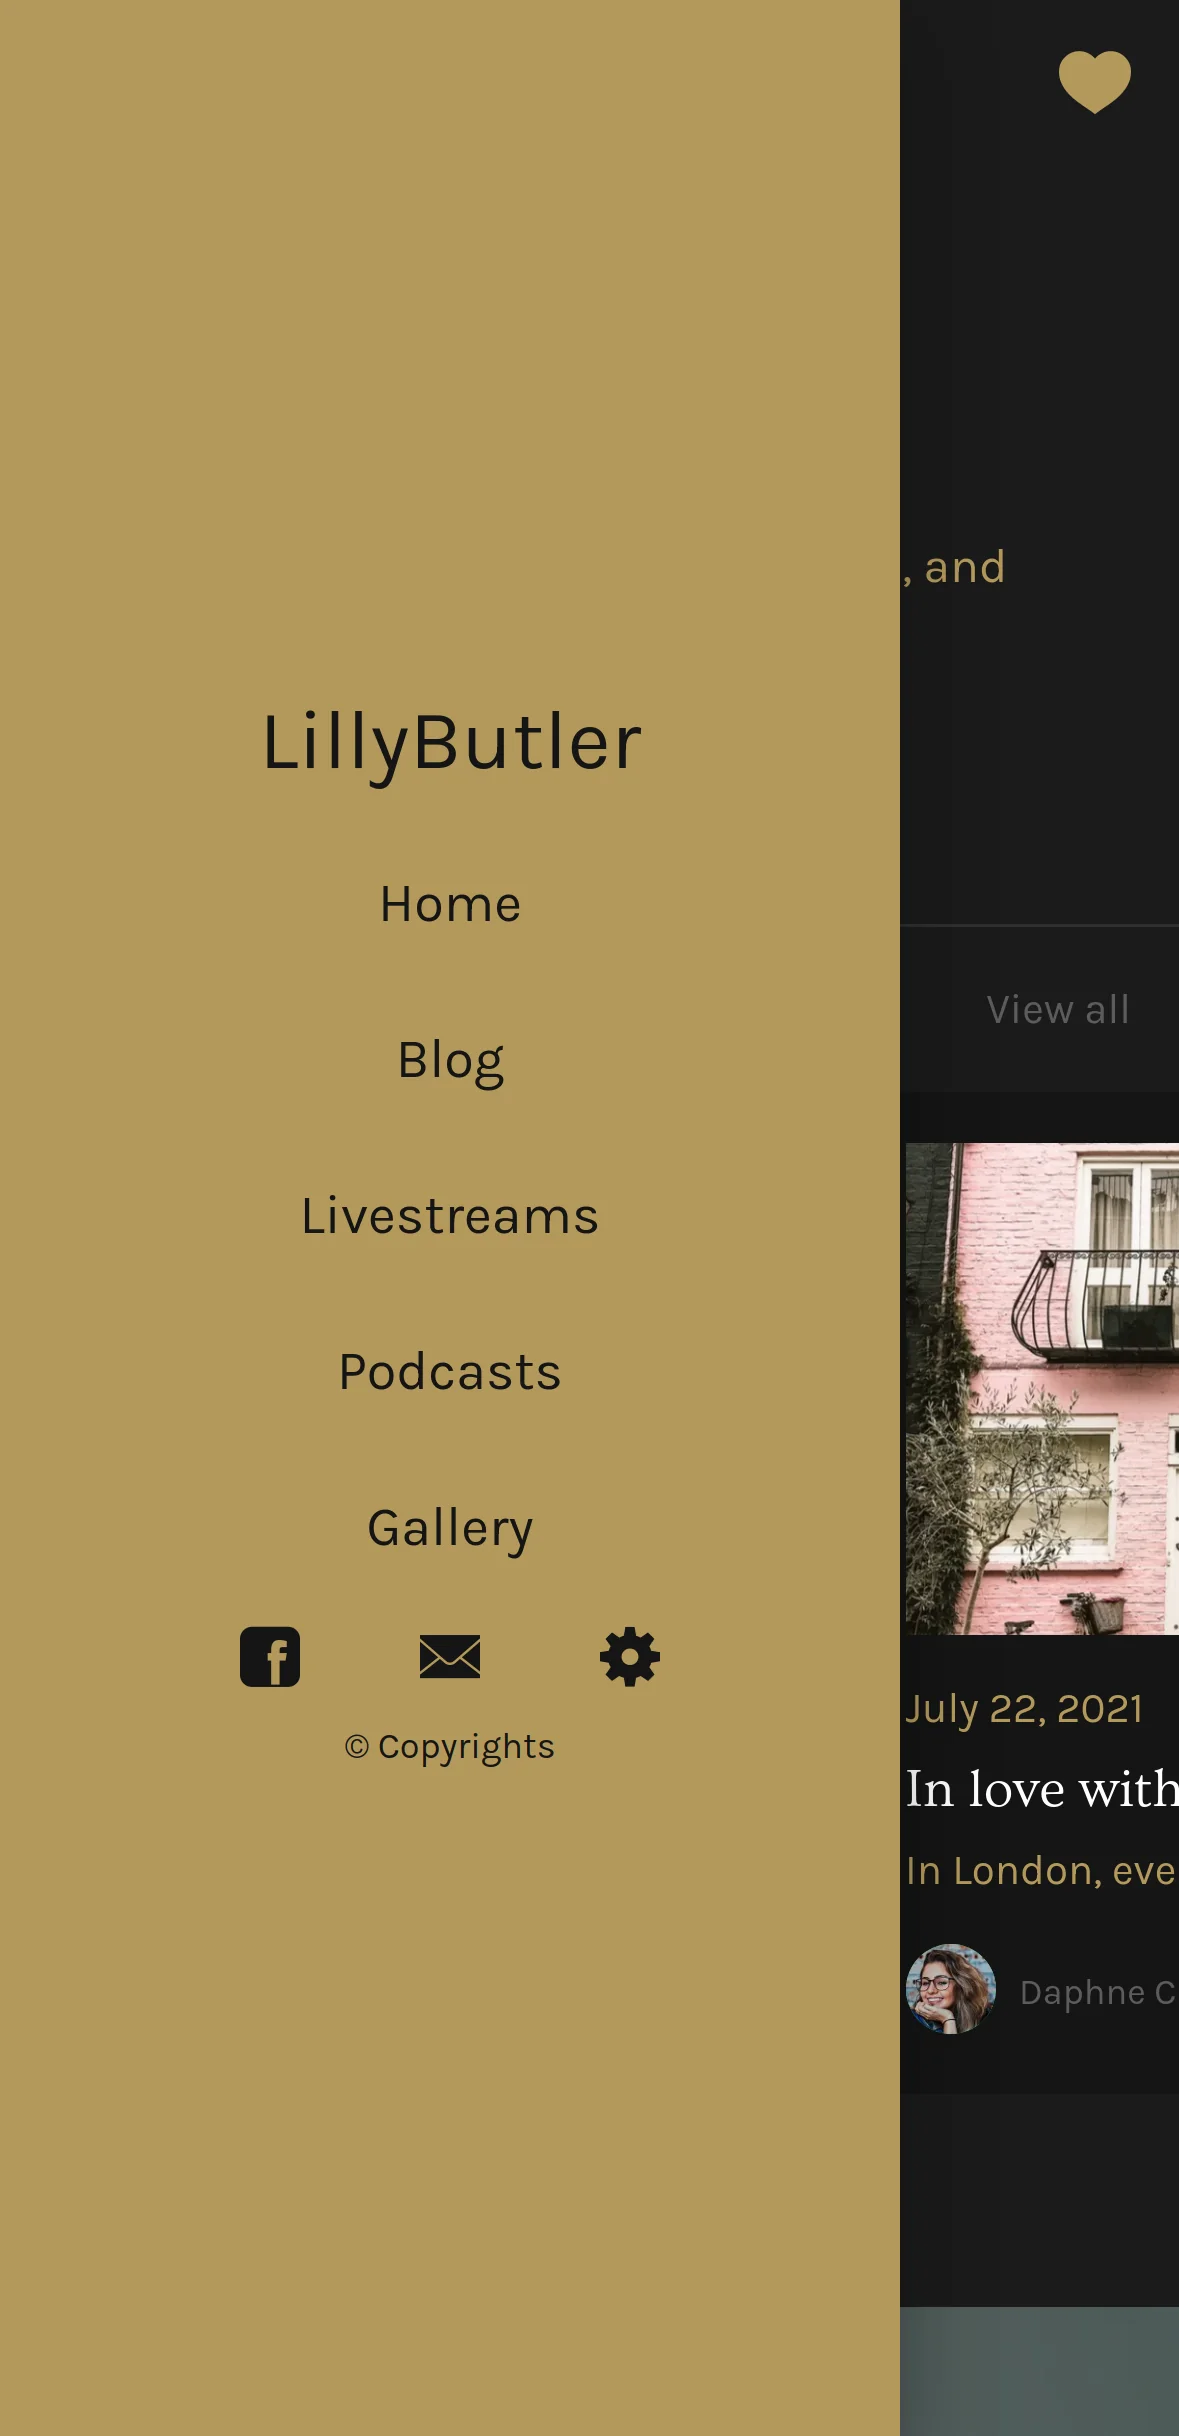 LillyButler
Home
Blog
Livestreams
Podcasts
Gallery
© Copyrights
, and
View all
July 22, 2021
In love with
In London, eve
Daphne C